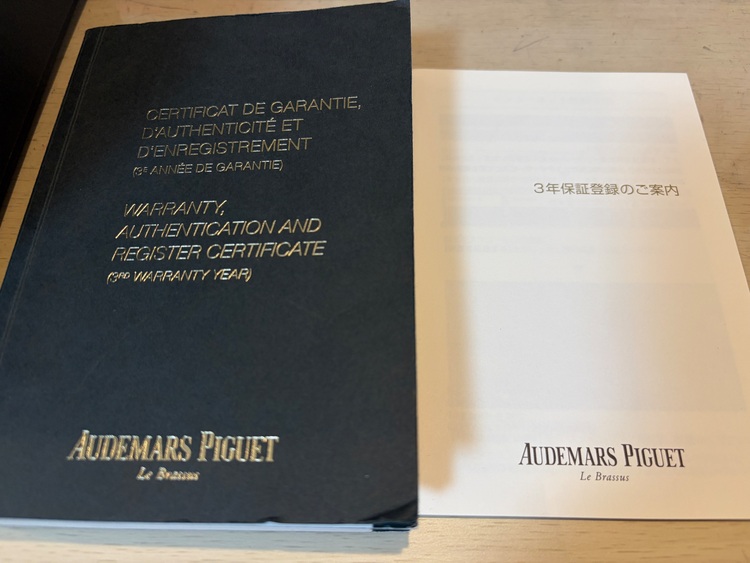 CERTIFICAT DE GARANTIE,
D'AUTHENTICITÉ ET
D'ENREGISTREMENT
(3E ANNÉE DE GARANTIE)
WARRANTY,
AUTHENTICATION AND
REGISTER CERTIFICATE
(3RD WARRANTY YEAR)
AUDEMARS PIGUET
Le Brassus
3年保証登録のご案内
AUDEMARS PIGUET
Le Brassus